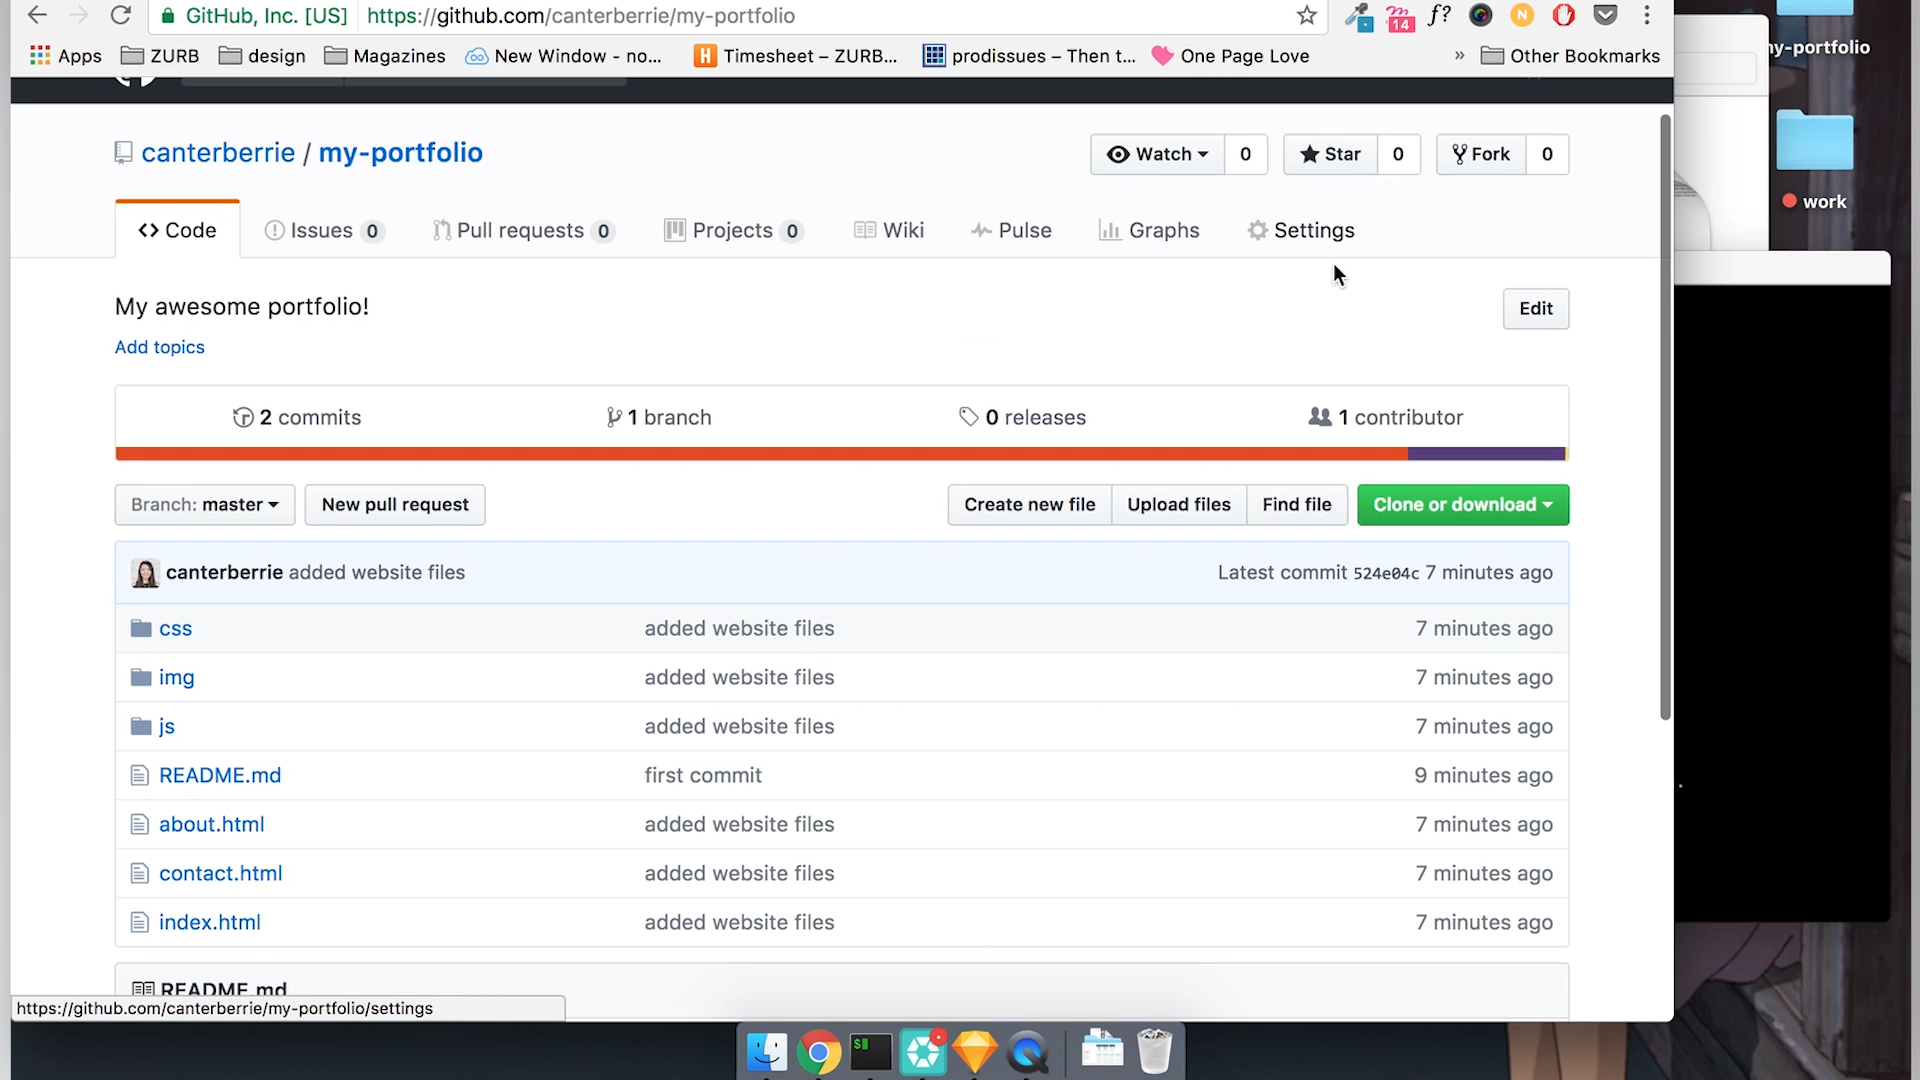 GitHub, Inc. [US] https://github.com/canterberrie/my-portfolio
14 f? N
Apps ZURB design Magazines New Window - no... H Timesheet – ZURB... prodissues – Then t... One Page Love » Other Bookmarks
my-portfolio
work
canterberrie / my-portfolio
Watch 0 Star 0 Fork 0
Code Issues 0 Pull requests 0 Projects 0 Wiki Pulse Graphs Settings
My awesome portfolio!
Edit
Add topics
2 commits 1 branch 0 releases 1 contributor
Branch: master New pull request Create new file Upload files Find file Clone or download
canterberrie added website files Latest commit 524e04c 7 minutes ago
css added website files 7 minutes ago
img added website files 7 minutes ago
js added website files 7 minutes ago
README.md first commit 9 minutes ago
about.html added website files 7 minutes ago
contact.html added website files 7 minutes ago
index.html added website files 7 minutes ago
README.md
https://github.com/canterberrie/my-portfolio/settings